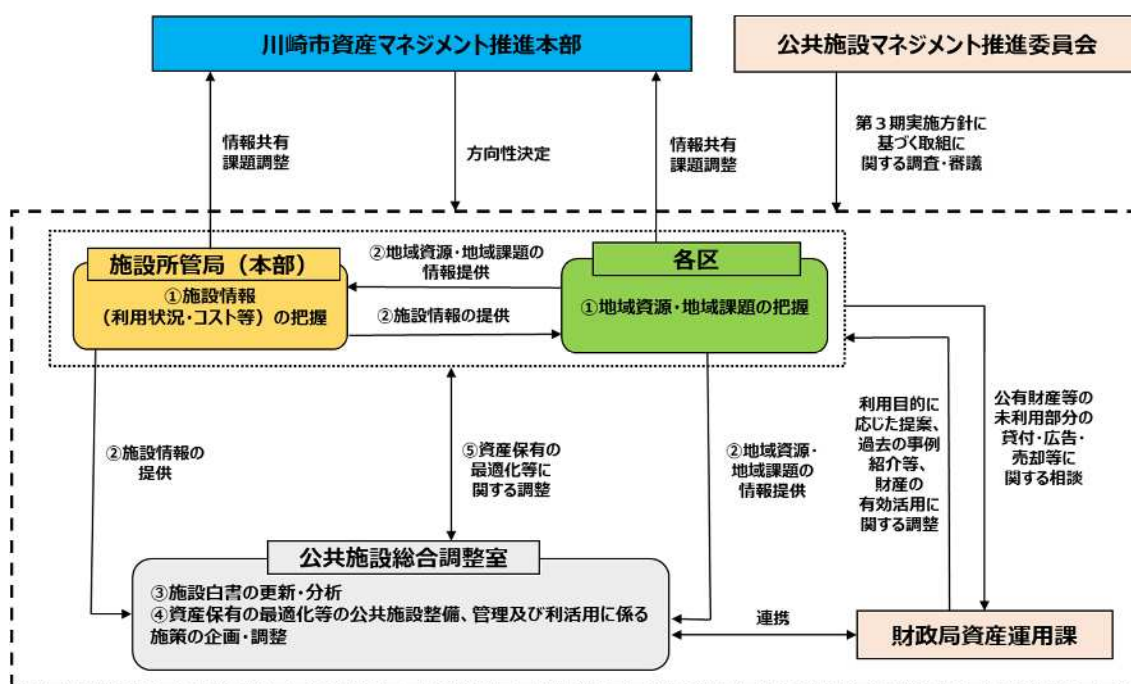 川崎市資産マネジメント推進本部
公共施設マネジメント推進委員会
情報共有
課題調整
方向性決定
情報共有
課題調整
第３期実施方針に
基づく取組に
関する調査・審議
施設所管局（本部）
①施設情報
（利用状況・コスト等）の把握
②地域資源・地域課題の
情報提供
②施設情報の提供
各区
①地域資源・地域課題の把握
②施設情報の
提供
⑤資産保有の
最適化等に
関する調整
②地域資源・
地域課題の
情報提供
利用目的に
応じた提案、
過去の事例
紹介等、
財産の
有効活用に
関する調整
公有財産等の
未利用部分の
貸付・広告・
売却等に
関する相談
公共施設総合調整室
③施設白書の更新・分析
④資産保有の最適化等の公共施設整備、管理及び利活用に係る
施策の企画・調整
連携
財政局資産運用課